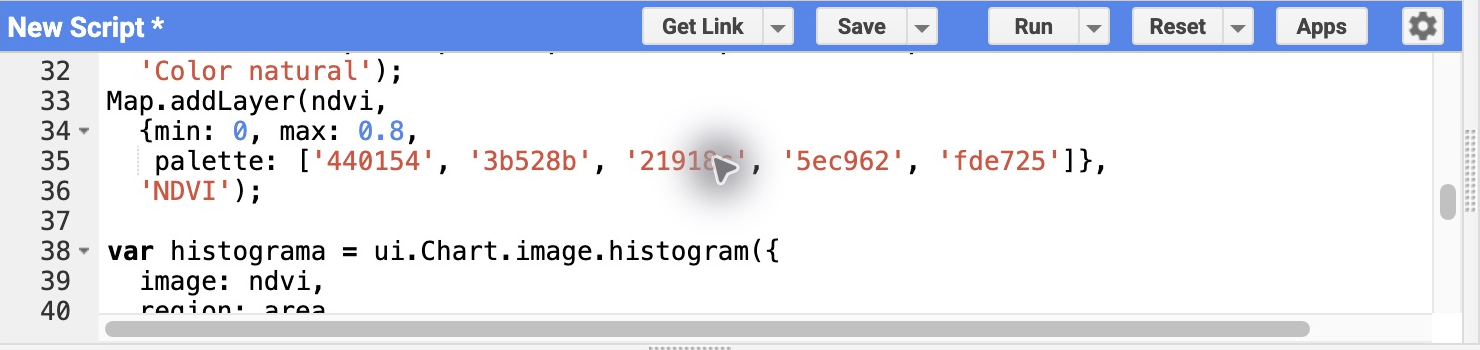 New Script * Get Link Save Run Reset Apps
32 'Color natural');
33 Map.addLayer(ndvi,
34 {min: 0, max: 0.8,
35 palette: ['440154', '3b528b', , '5ec962', 'fde725']},
36 'NDVI');
37
38 var histograma = ui.Chart.image.histogram({
39 image: ndvi,
40 region: area